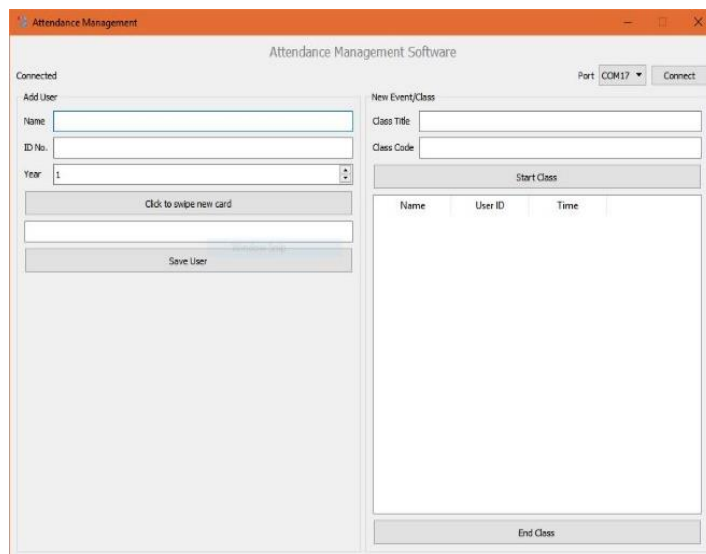 Attendance Management
Attendance Management Software
Connected
Port COM17 Connect
Add User
Name
ID No.
Year 1
Click to swipe new card
Save User
New Event/Class
Class Title
Class Code
Start Class
Name User ID Time
End Class